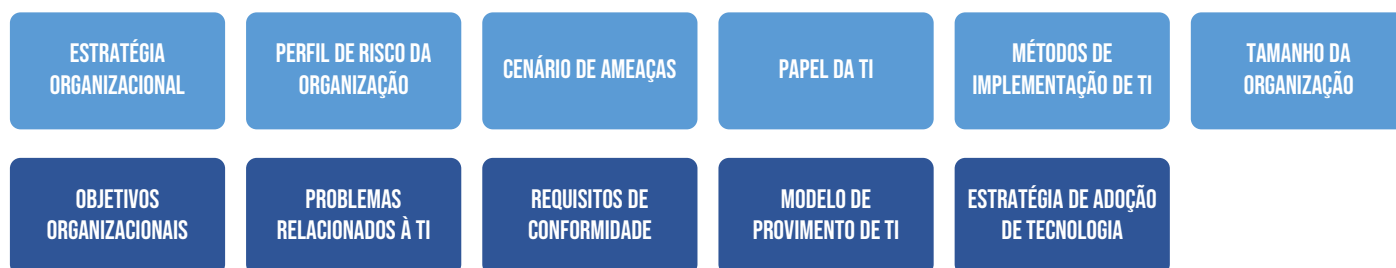 ESTRATÉGIA
ORGANIZACIONAL
PERFIL DE RISCO DA
ORGANIZAÇÃO
CENÁRIO DE AMEAÇAS
PAPEL DA TI
MÉTODOS DE
IMPLEMENTAÇÃO DE TI
TAMANHO DA
ORGANIZAÇÃO
OBJETIVOS
ORGANIZACIONAIS
PROBLEMAS
RELACIONADOS À TI
REQUISITOS DE
CONFORMIDADE
MODELO DE
PROVIMENTO DE TI
ESTRATÉGIA DE ADOÇÃO
DE TECNOLOGIA